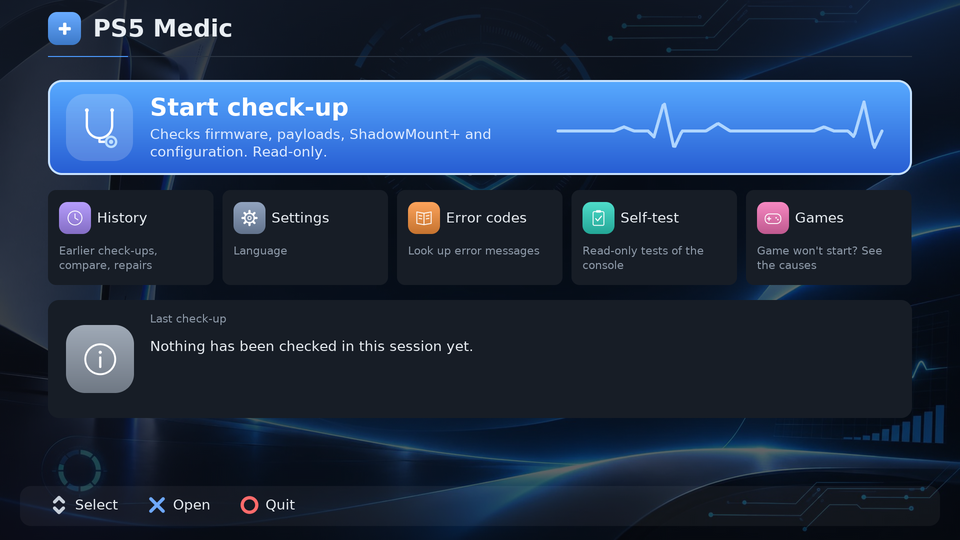 PS5 Medic
Start check-up
Checks firmware, payloads, ShadowMount+ and
configuration. Read-only.
History
Earlier check-ups,
compare, repairs
Settings
Language
Error codes
Look up error messages
Self-test
Read-only tests of the
console
Games
Game won't start? See
the causes
Last check-up
Nothing has been checked in this session yet.
Select
Open
Quit